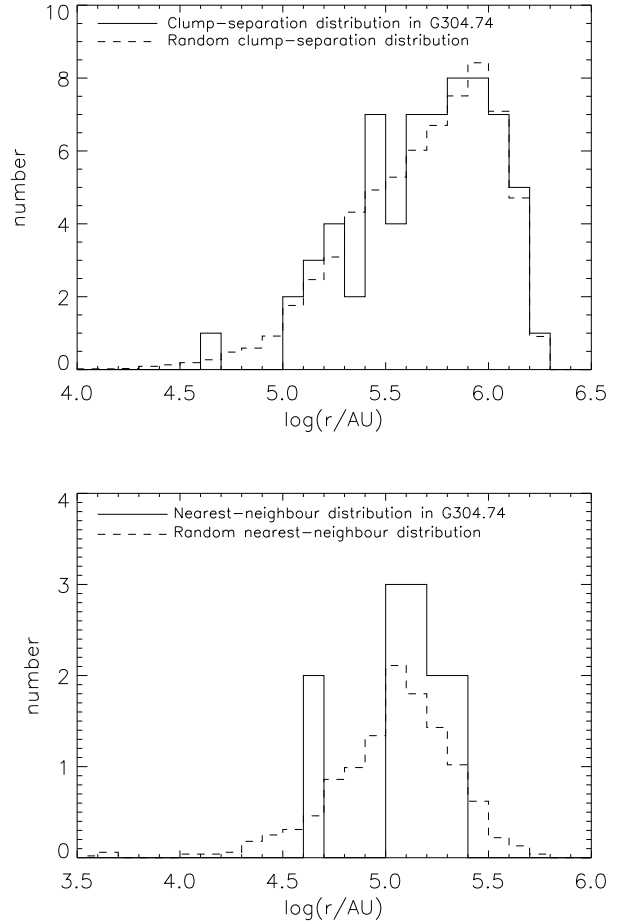 10
8
6
4
2
0
number
Clump-separation distribution in G304.74
Random clump-separation distribution
4.0 4.5 5.0 5.5 6.0 6.5
log(r/AU)
4
3
2
1
0
number
Nearest-neighbour distribution in G304.74
Random nearest-neighbour distribution
3.5 4.0 4.5 5.0 5.5 6.0
log(r/AU)